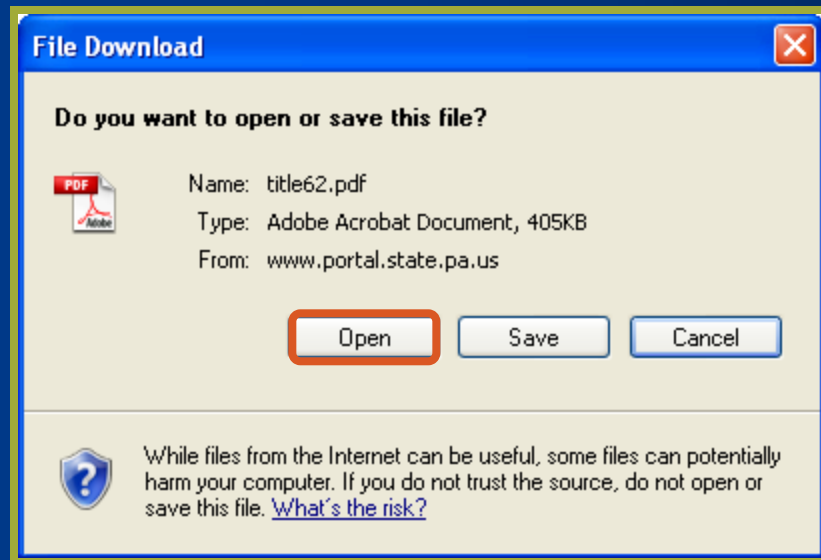 File Download
Do you want to open or save this file?
PDF
Adobe
Name: title62.pdf
Type: Adobe Acrobat Document, 405KB
From: www.portal.state.pa.us
Open Save Cancel
While files from the Internet can be useful, some files can potentially
harm your computer. If you do not trust the source, do not open or
save this file. What's the risk?